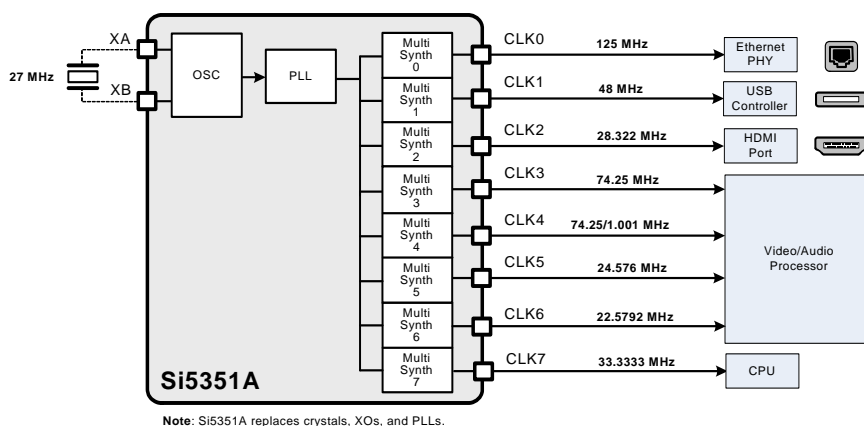 XA
27 MHz
XB
OSC
PLL
Multi
Synth
0
CLK0
125 MHz
Ethernet
PHY
Multi
Synth
1
CLK1
48 MHz
USB
Controller
Multi
Synth
2
CLK2
28.322 MHz
HDMI
Port
Multi
Synth
3
CLK3
74.25 MHz
Multi
Synth
4
CLK4
74.25/1.001 MHz
Video/Audio
Processor
Multi
Synth
5
CLK5
24.576 MHz
Multi
Synth
6
CLK6
22.5792 MHz
Multi
Synth
7
CLK7
33.3333 MHz
CPU
Si5351A
Note: Si5351A replaces crystals, XOs, and PLLs.